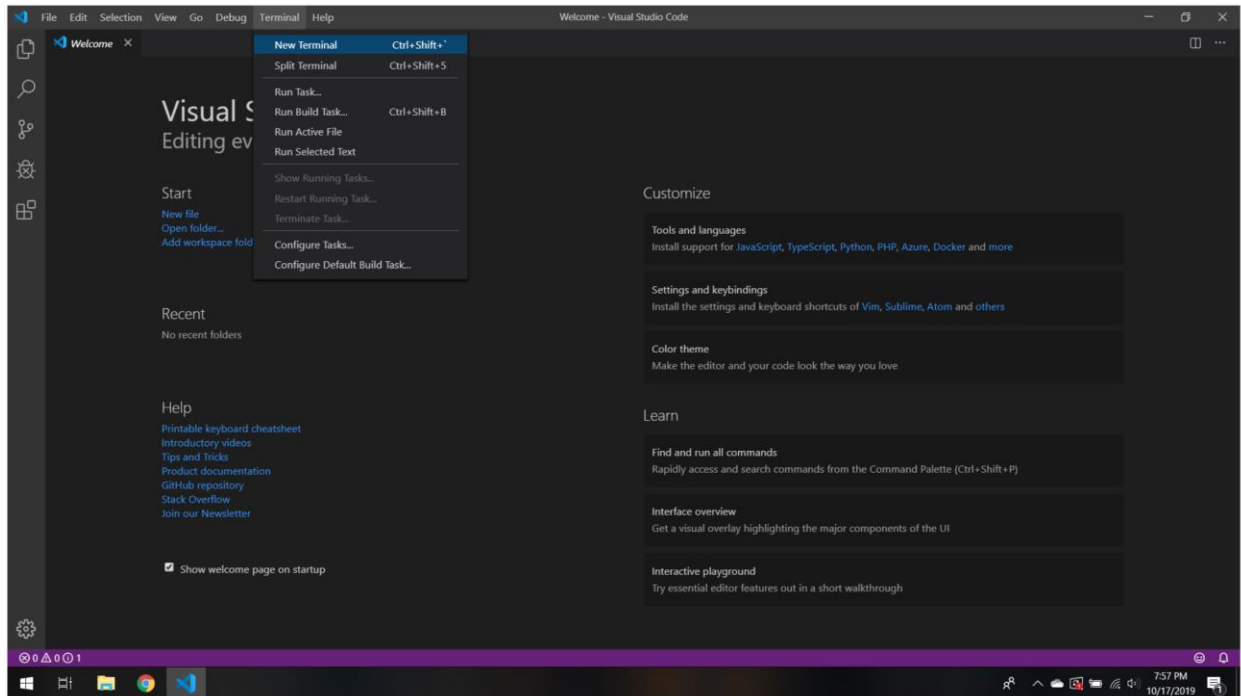 File Edit Selection View Go Debug Terminal Help
Welcome - Visual Studio Code
Welcome
New Terminal Ctrl+Shift+`
Split Terminal Ctrl+Shift+5
Run Task...
Run Build Task... Ctrl+Shift+B
Run Active File
Run Selected Text
Show Running Tasks...
Restart Running Task...
Terminate Task...
Configure Tasks...
Configure Default Build Task...
Visual S
Editing ev
Start
New file
Open folder...
Add workspace fold
Recent
No recent folders
Help
Printable keyboard cheatsheet
Introductory videos
Tips and Tricks
Product documentation
GitHub repository
Stack Overflow
Join our Newsletter
Show welcome page on startup
Customize
Tools and languages
Install support for JavaScript, TypeScript, Python, PHP, Azure, Docker and more
Settings and keybindings
Install the settings and keyboard shortcuts of Vim, Sublime, Atom and others
Color theme
Make the editor and your code look the way you love
Learn
Find and run all commands
Rapidly access and search commands from the Command Palette (Ctrl+Shift+P)
Interface overview
Get a visual overlay highlighting the major components of the UI
Interactive playground
Try essential editor features out in a short walkthrough
0 0 1
7:57 PM
10/17/2019
1